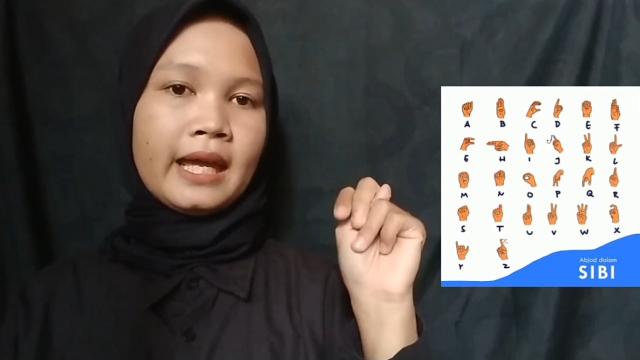 A B C D E F
G H I J K L
M N O P Q R
S T U V W X
Y Z
Abjad dalam
SIBI